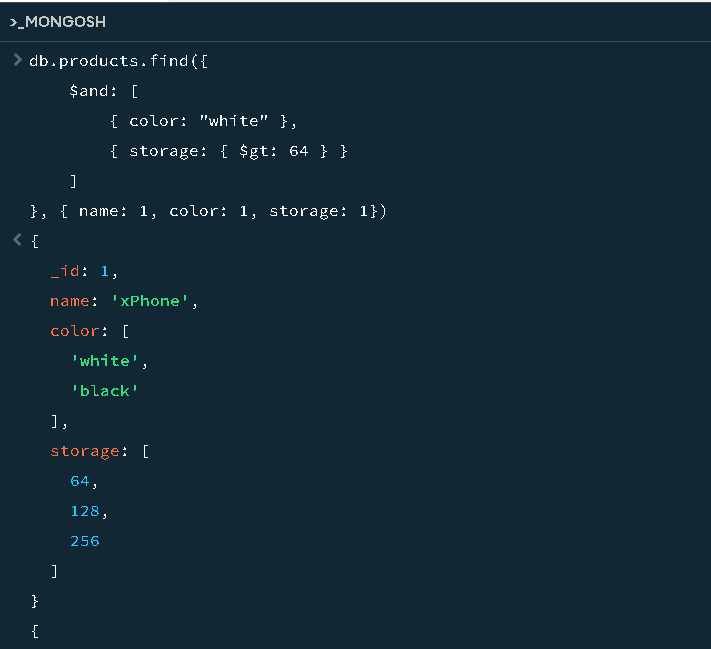 >_MONGOSH
> db.products.find({
$and: [
{ color: "white" },
{ storage: { $gt: 64 } }
]
}, { name: 1, color: 1, storage: 1})
< {
_id: 1,
name: 'xPhone',
color: [
'white',
'black'
],
storage: [
64,
128,
256
]
}
{